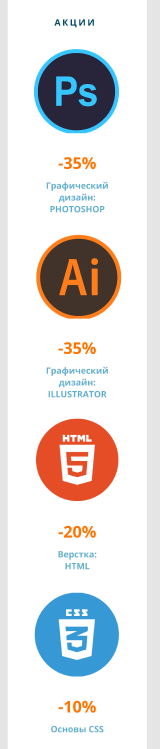 АКЦИИ
Ps
-35%
Графический
дизайн:
PHOTOSHOP
Ai
-35%
Графический
дизайн:
ILLUSTRATOR
HTML
5
-20%
Верстка:
HTML
CSS
3
-10%
Основы CSS